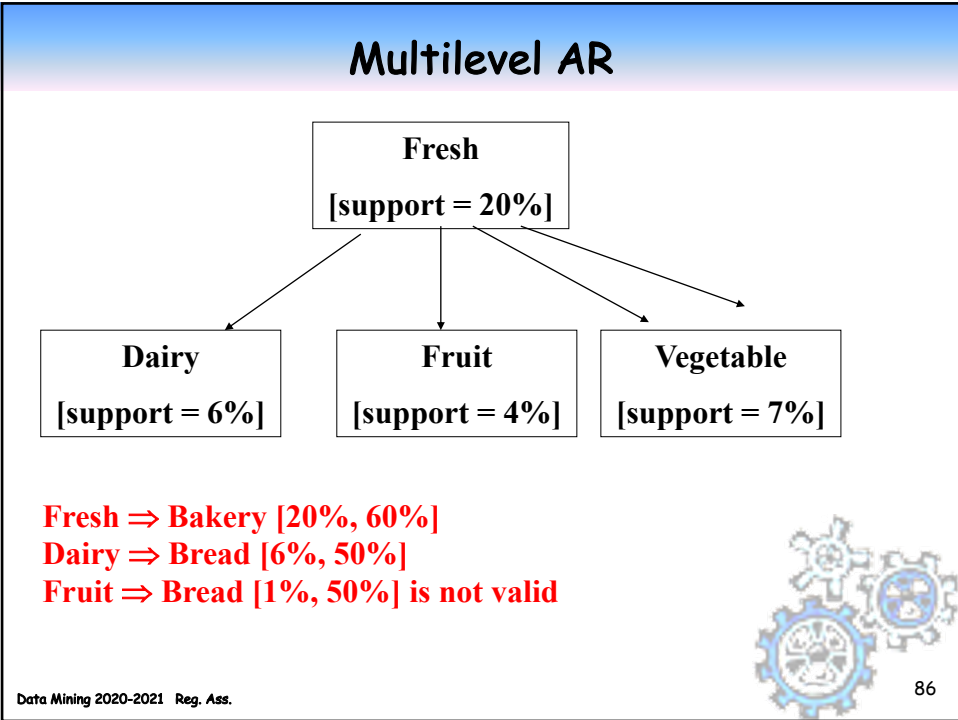 Multilevel AR
Fresh
[support = 20%]
Dairy
[support = 6%]
Fruit
[support = 4%]
Vegetable
[support = 7%]
Fresh ⇒ Bakery [20%, 60%]
Dairy ⇒ Bread [6%, 50%]
Fruit ⇒ Bread [1%, 50%] is not valid
Data Mining 2020-2021 Reg. Ass.
86